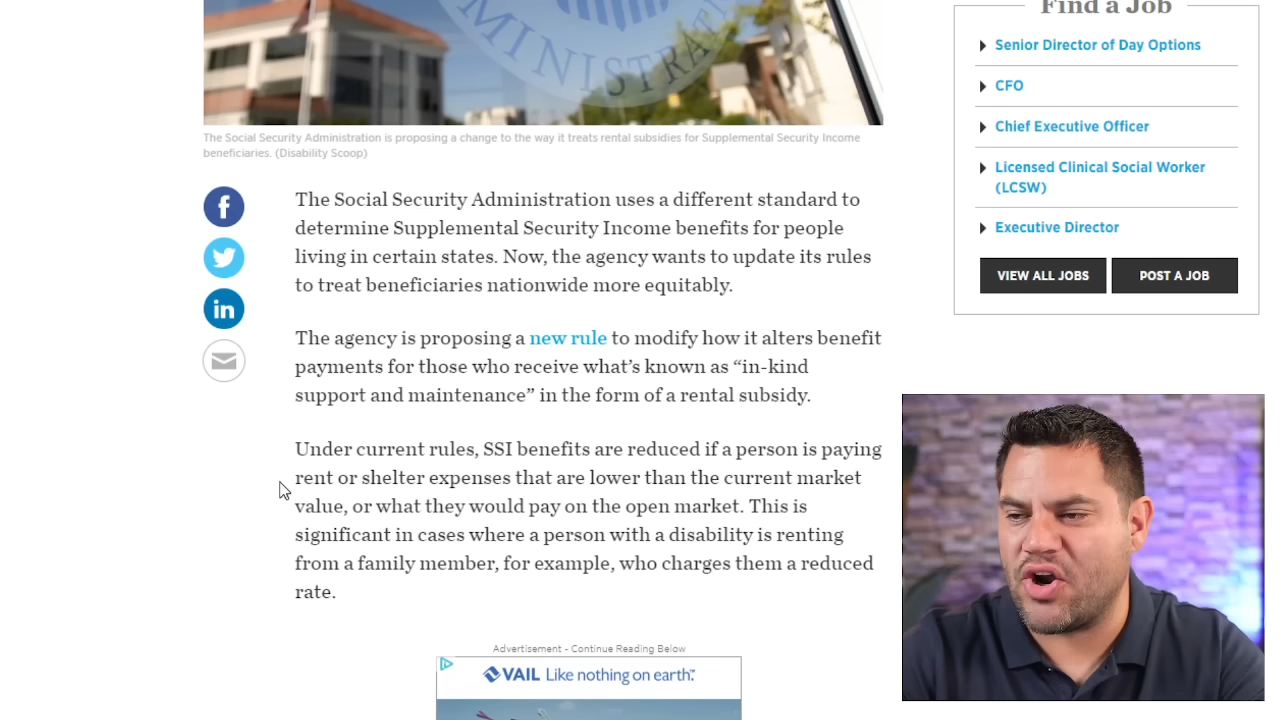 MINISTRAT
The Social Security Administration is proposing a change to the way it treats rental subsidies for Supplemental Security Income
beneficiaries. (Disability Scoop)
The Social Security Administration uses a different standard to
determine Supplemental Security Income benefits for people
living in certain states. Now, the agency wants to update its rules
to treat beneficiaries nationwide more equitably.
The agency is proposing a new rule to modify how it alters benefit
payments for those who receive what’s known as “in-kind
support and maintenance” in the form of a rental subsidy.
Under current rules, SSI benefits are reduced if a person is paying
rent or shelter expenses that are lower than the current market
value, or what they would pay on the open market. This is
significant in cases where a person with a disability is renting
from a family member, for example, who charges them a reduced
rate.
Advertisement - Continue Reading Below
VAIL Like nothing on earth.™
Find a Job
Senior Director of Day Options
CFO
Chief Executive Officer
Licensed Clinical Social Worker
(LCSW)
Executive Director
VIEW ALL JOBS POST A JOB